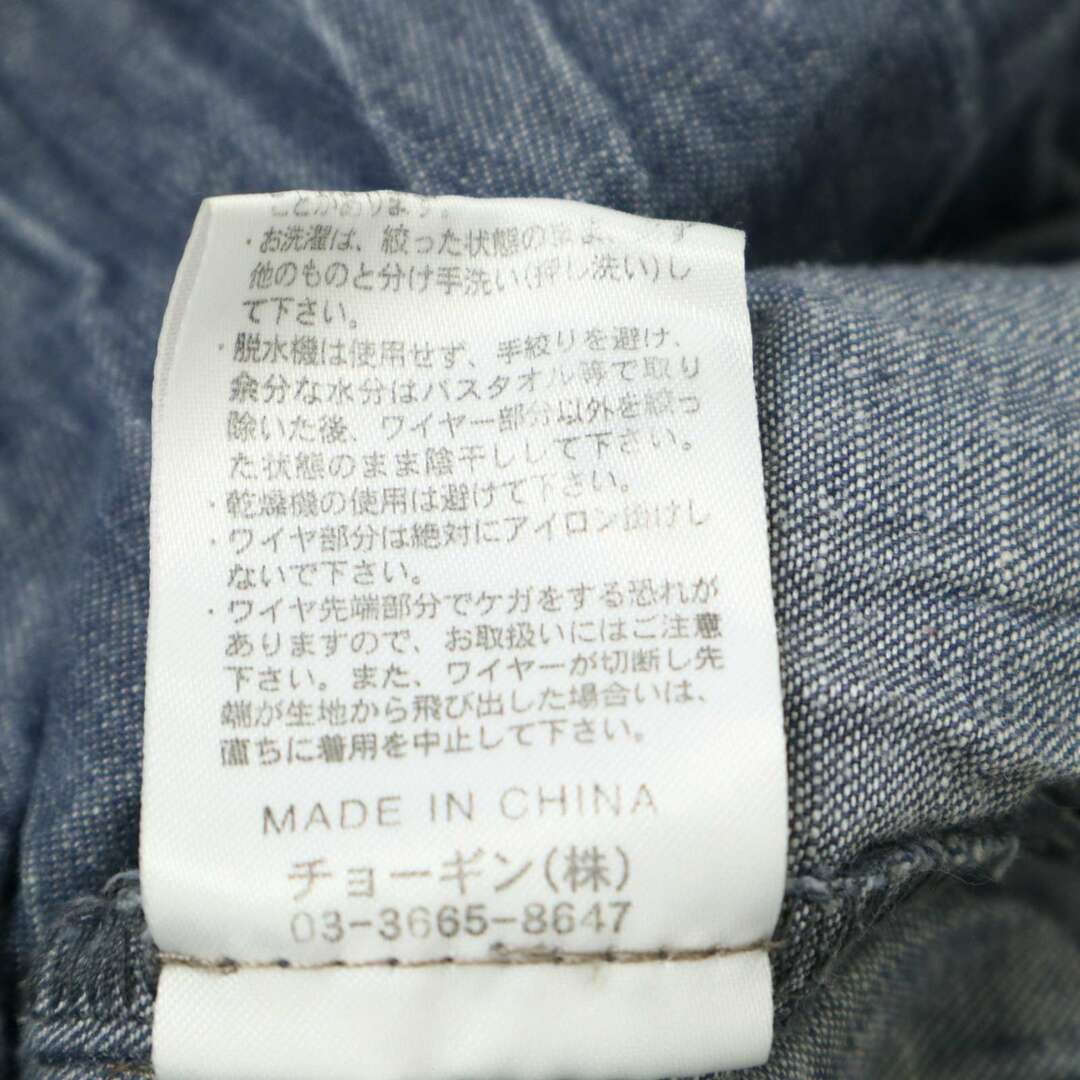 ことがあります。
・お洗濯は、絞った状態のまま、必ず
他のものと分け手洗い(押し洗い)し
て下さい。
・脱水機は使用せず、手絞りを避け、
余分な水分はバスタオル等で取り
除いた後、ワイヤー部分以外を絞っ
た状態のまま陰干しして下さい。
・乾燥機の使用は避けて下さい。
・ワイヤ部分は絶対にアイロン掛けし
ないで下さい。
・ワイヤ先端部分でケガをする恐れが
ありますので、お取扱いにはご注意
下さい。また、ワイヤーが切断し先
端が生地から飛び出した場合いは、
直ちに着用を中止して下さい。
MADE IN CHINA
チョーギン(株)
03-3665-8647